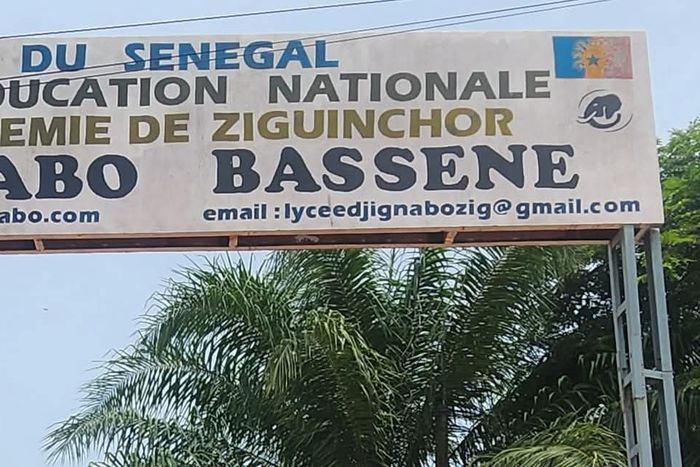 DU SENEGAL
DUCATION NATIONALE
EMIE DE ZIGUINCHOR
ABO BASSENE
abo.com email : lyceedjignabozig@gmail.com